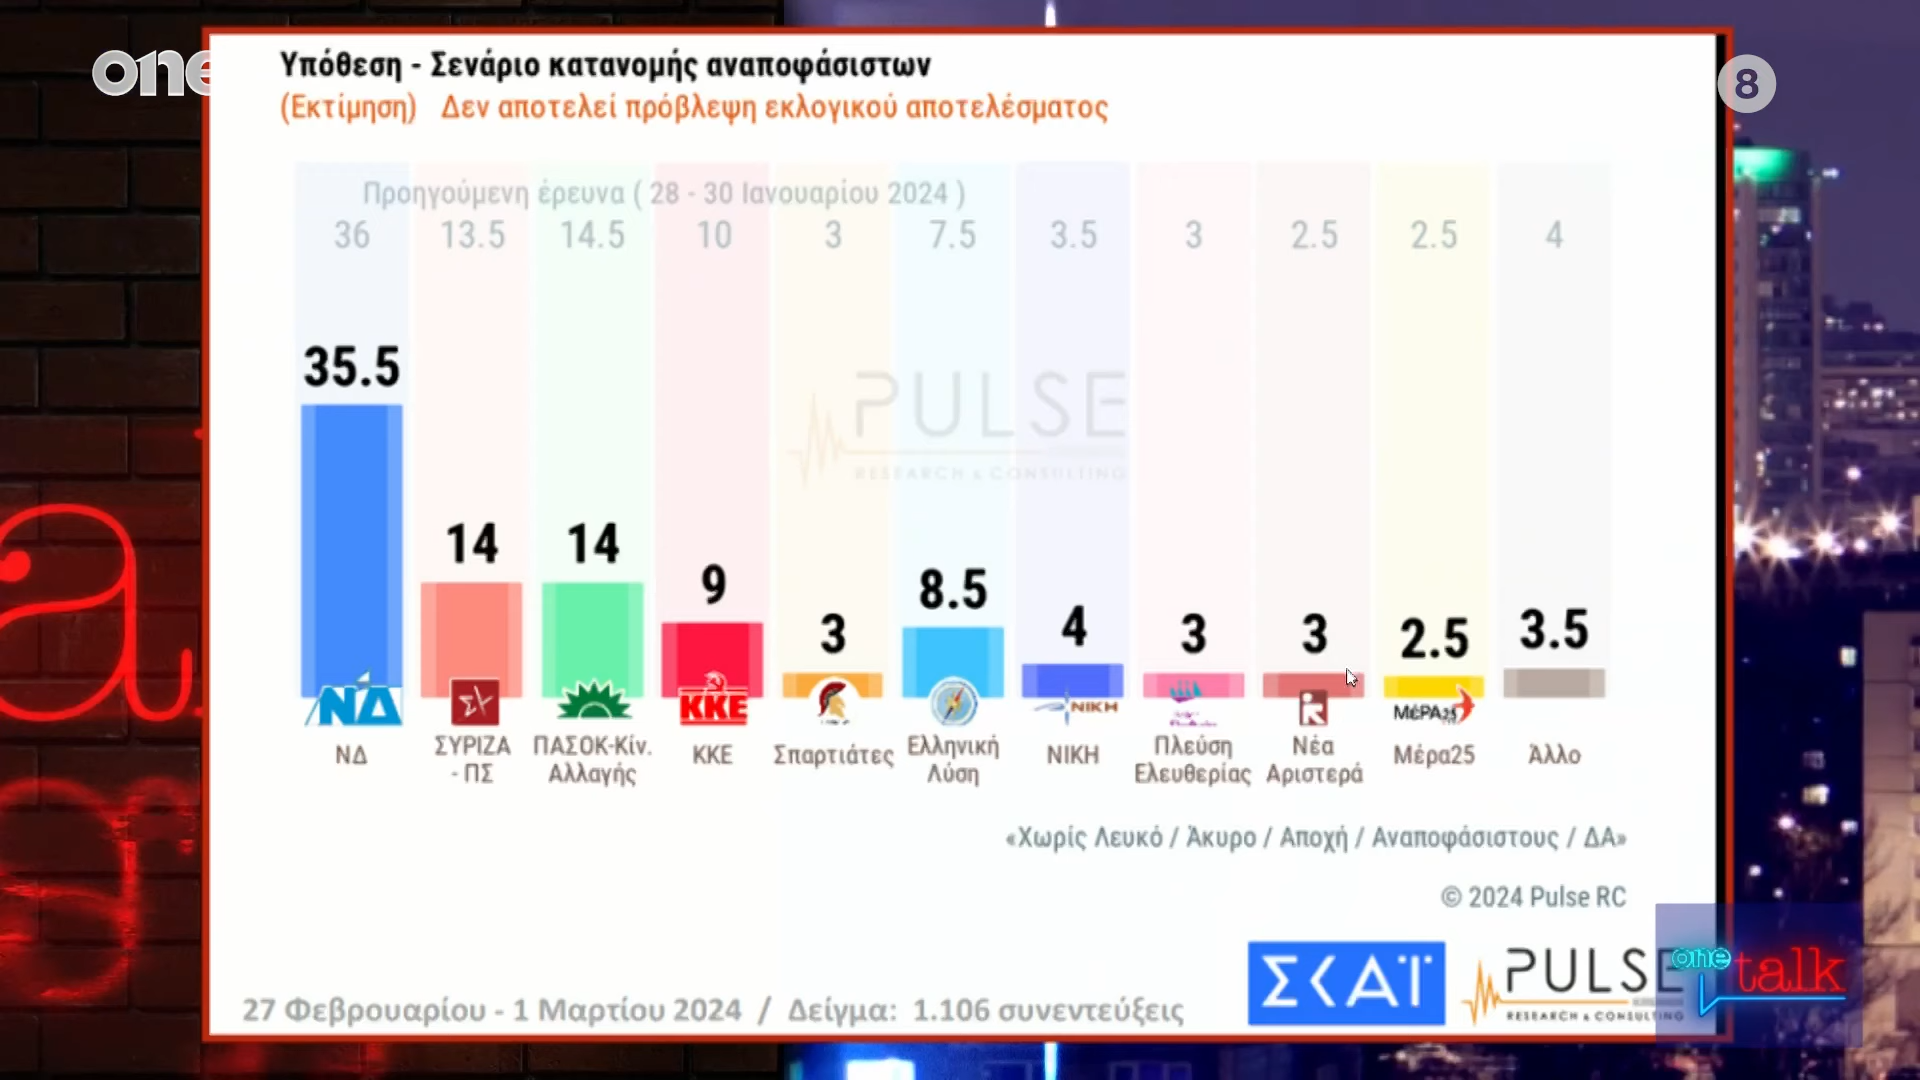 one
8
Υπόθεση - Σενάριο κατανομής αναποφάσιστων
(Εκτίμηση) Δεν αποτελεί πρόβλεψη εκλογικού αποτελέσματος
Προηγούμενη έρευνα ( 28 - 30 Ιανουαρίου 2024 )
36 13.5 14.5 10 3 7.5 3.5 3 2.5 2.5 4
PULSE
RESEARCH & CONSULTING
35.5 14 14 9 3 8.5 4 3 3 2.5 3.5
ΝΔ ΚΚΕ ΝΙΚΗ ΜέΡΑ25
ΝΔ ΣΥΡΙΖΑ - ΠΣ ΠΑΣΟΚ-Κίν. Αλλαγής ΚΚΕ Σπαρτιάτες Ελληνική Λύση ΝΙΚΗ Πλεύση Ελευθερίας Νέα Αριστερά Μέρα25 Άλλο
«Χωρίς Λευκό / Άκυρο / Αποχή / Αναποφάσιστους / ΔΑ»
© 2024 Pulse RC
ΣΚΑΪ PULSE
RESEARCH & CONSULTING
one talk
27 Φεβρουαρίου - 1 Μαρτίου 2024 / Δείγμα: 1.106 συνεντεύξεις